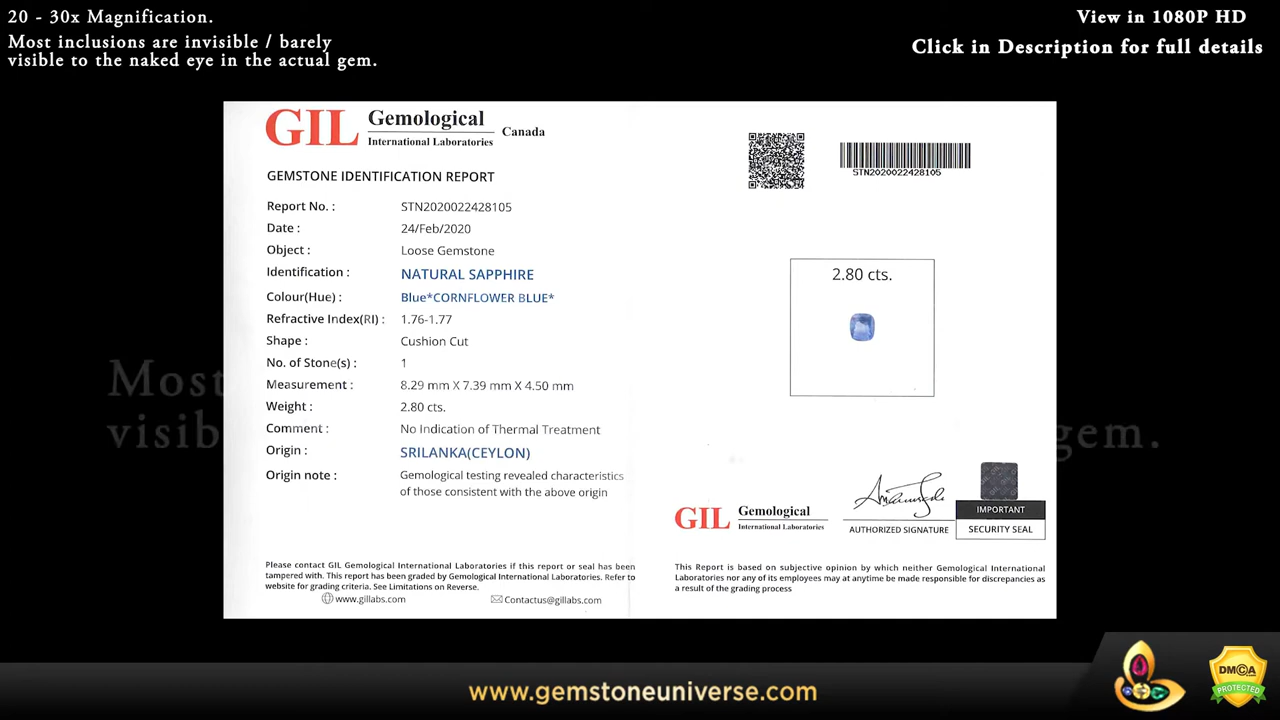 20 - 30x Magnification.
Most inclusions are invisible / barely
visible to the naked eye in the actual gem.
View in 1080P HD
Click in Description for full details
GIL Gemological
International Laboratories
Canada
GEMSTONE IDENTIFICATION REPORT
Report No. : STN2020022428105
Date : 24/Feb/2020
Object : Loose Gemstone
Identification : NATURAL SAPPHIRE
Colour(Hue) : Blue*CORNFLOWER BLUE*
Refractive Index(RI) : 1.76-1.77
Shape : Cushion Cut
No. of Stone(s) : 1
Measurement : 8.29 mm X 7.39 mm X 4.50 mm
Weight : 2.80 cts.
Comment : No Indication of Thermal Treatment
Origin : SRILANKA(CEYLON)
Origin note : Gemological testing revealed characteristics
of those consistent with the above origin
Please contact GIL Gemological International Laboratories if this report or seal has been
tampered with. This report has been graded by Gemological International Laboratories. Refer to
website for grading criteria. See Limitations on Reverse.
www.gillabs.com Contactus@gillabs.com
STN2020022428105
2.80 cts.
GIL Gemological
International Laboratories
AUTHORIZED SIGNATURE
IMPORTANT
SECURITY SEAL
This Report is based on subjective opinion by which neither Gemological International
Laboratories nor any of its employees may at anytime be made responsible for discrepancies as
a result of the grading process
Most
visib
gem.
www.gemstoneuniverse.com
DMCA
PROTECTED